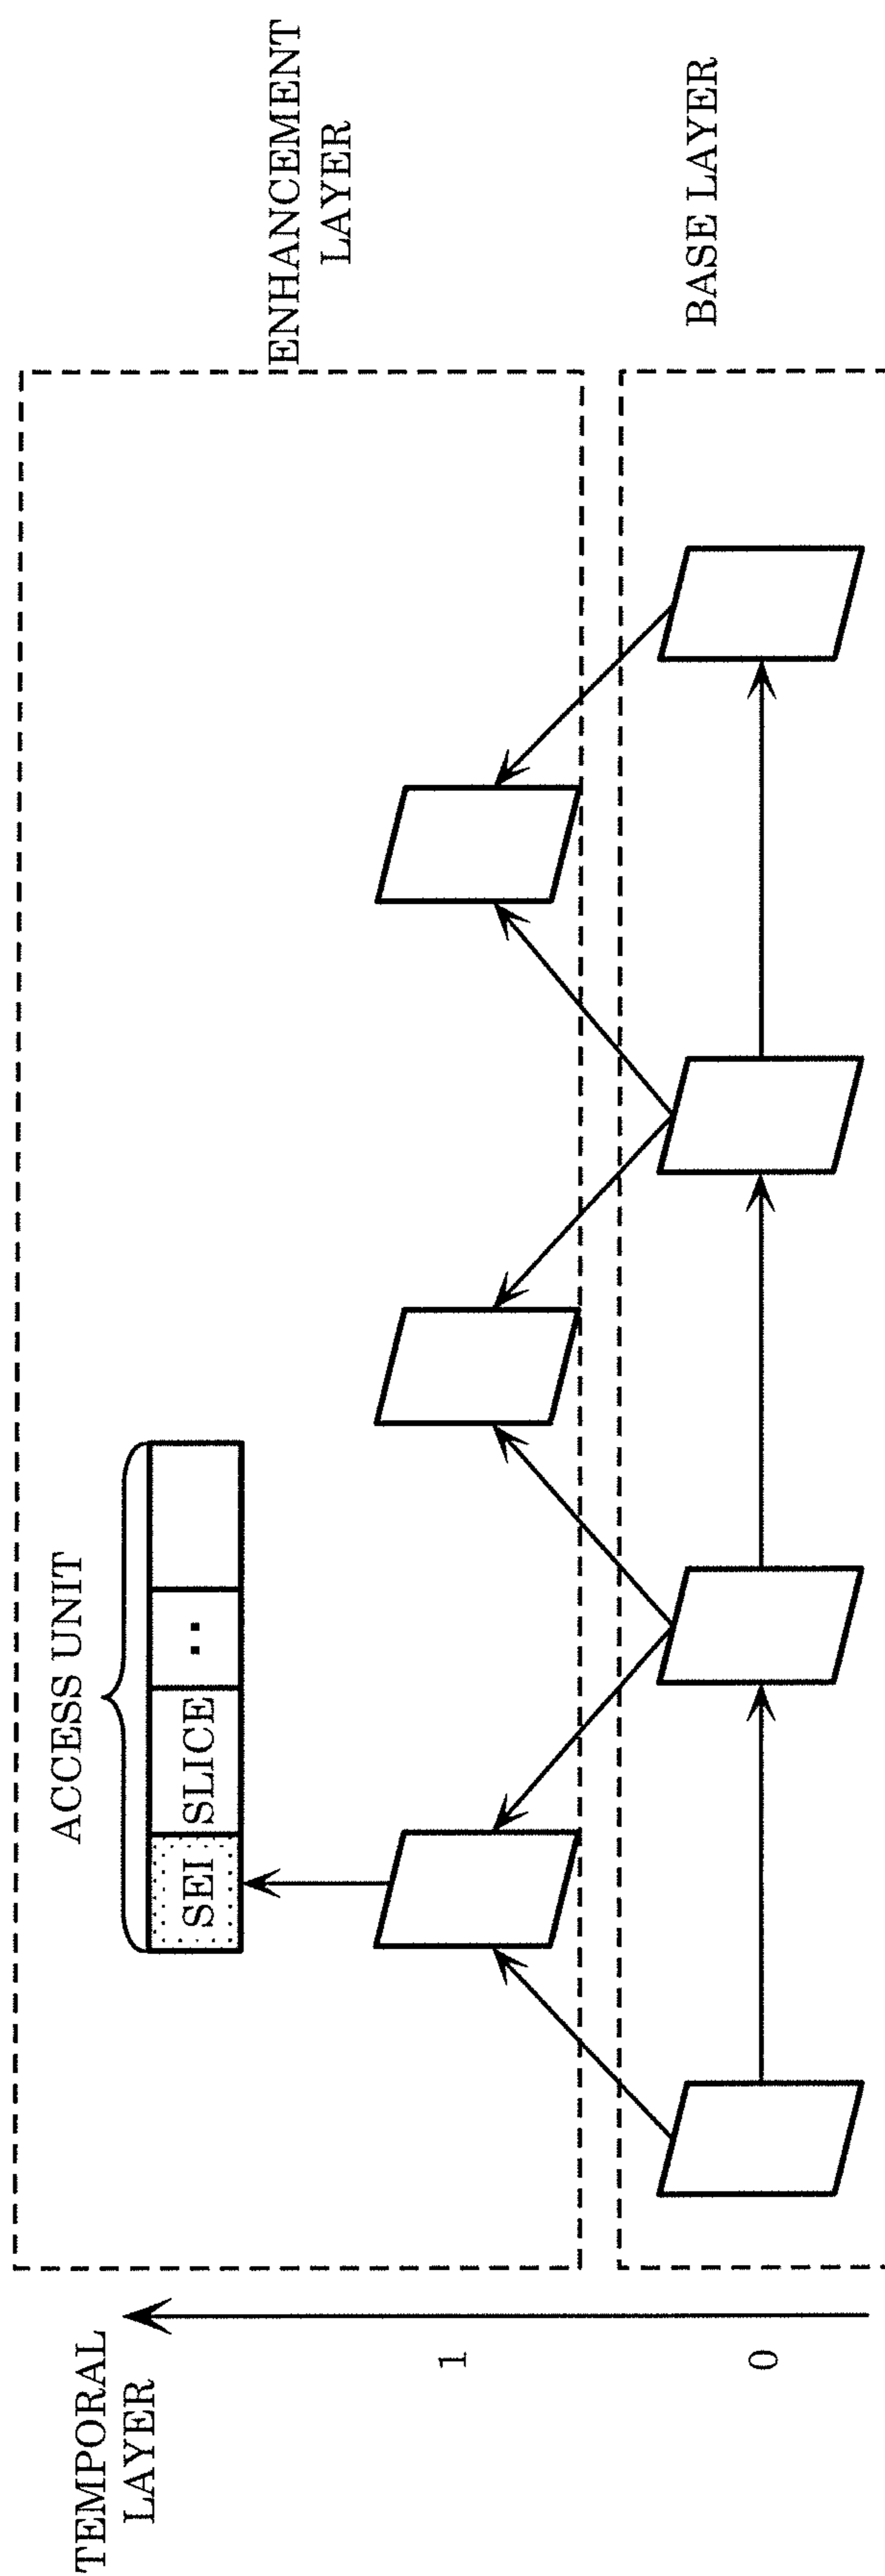 TEMPORAL
LAYER
1
0
ACCESS UNIT
SEI
SLICE
..
ENHANCEMENT
LAYER
BASE LAYER